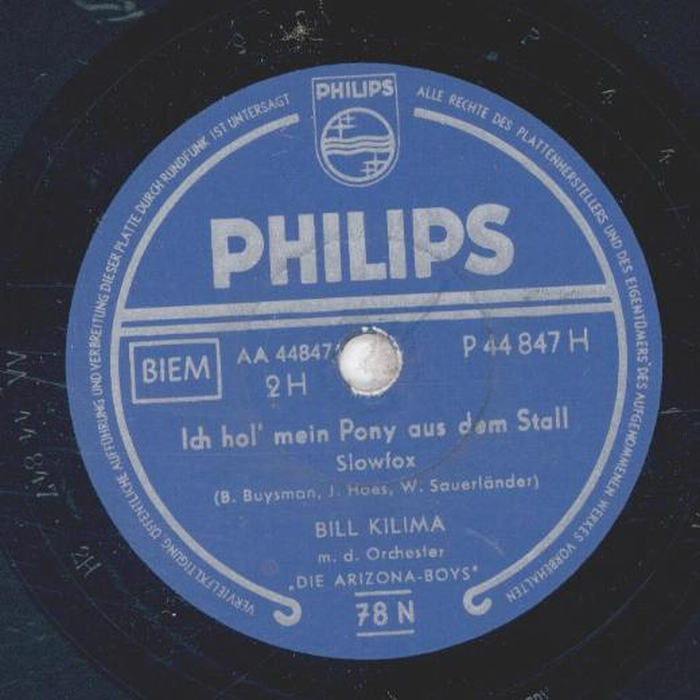 PHILIPS
ALLE RECHTE DES PLATTENHERSTELLERS UND DES EIGENTÜMERS DES AUFGENOMMENEN WERKES VORBEHALTEN
VERVIELFÄLTIGUNG ÖFFENTLICHE AUFFÜHRUNG UND VERBREITUNG DIESER PLATTE DURCH RUNDFUNK IST UNTERSAGT
PHILIPS
BIEM
AA 44847
2 H
P 44 847 H
Ich hol' mein Pony aus dem Stall
Slowfox
(B. Buysman, J. Haes, W. Sauerländer)
BILL KILIMA
m. d. Orchester
„DIE ARIZONA-BOYS"
78 N